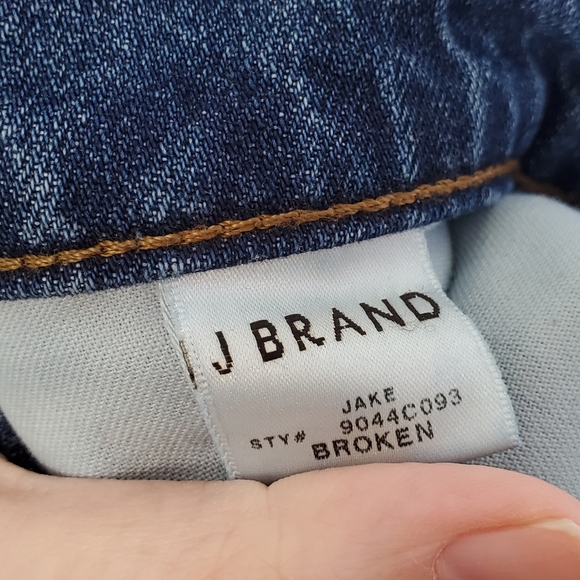 J BRAND
JAKE
STY# 9044C093
BROKEN